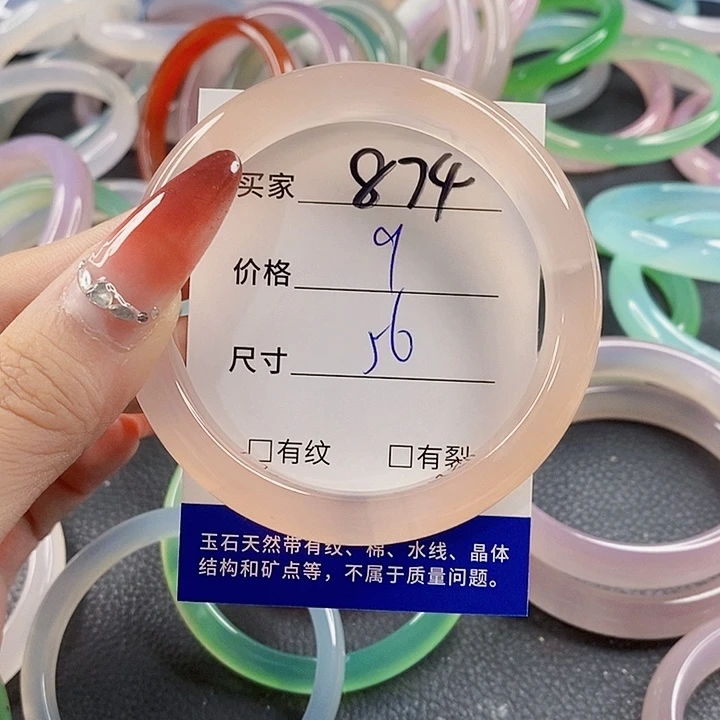 买家 874
价格 9
尺寸 56
□有纹 □有裂
玉石天然带有纹、棉、水线、晶体
结构和矿点等，不属于质量问题。